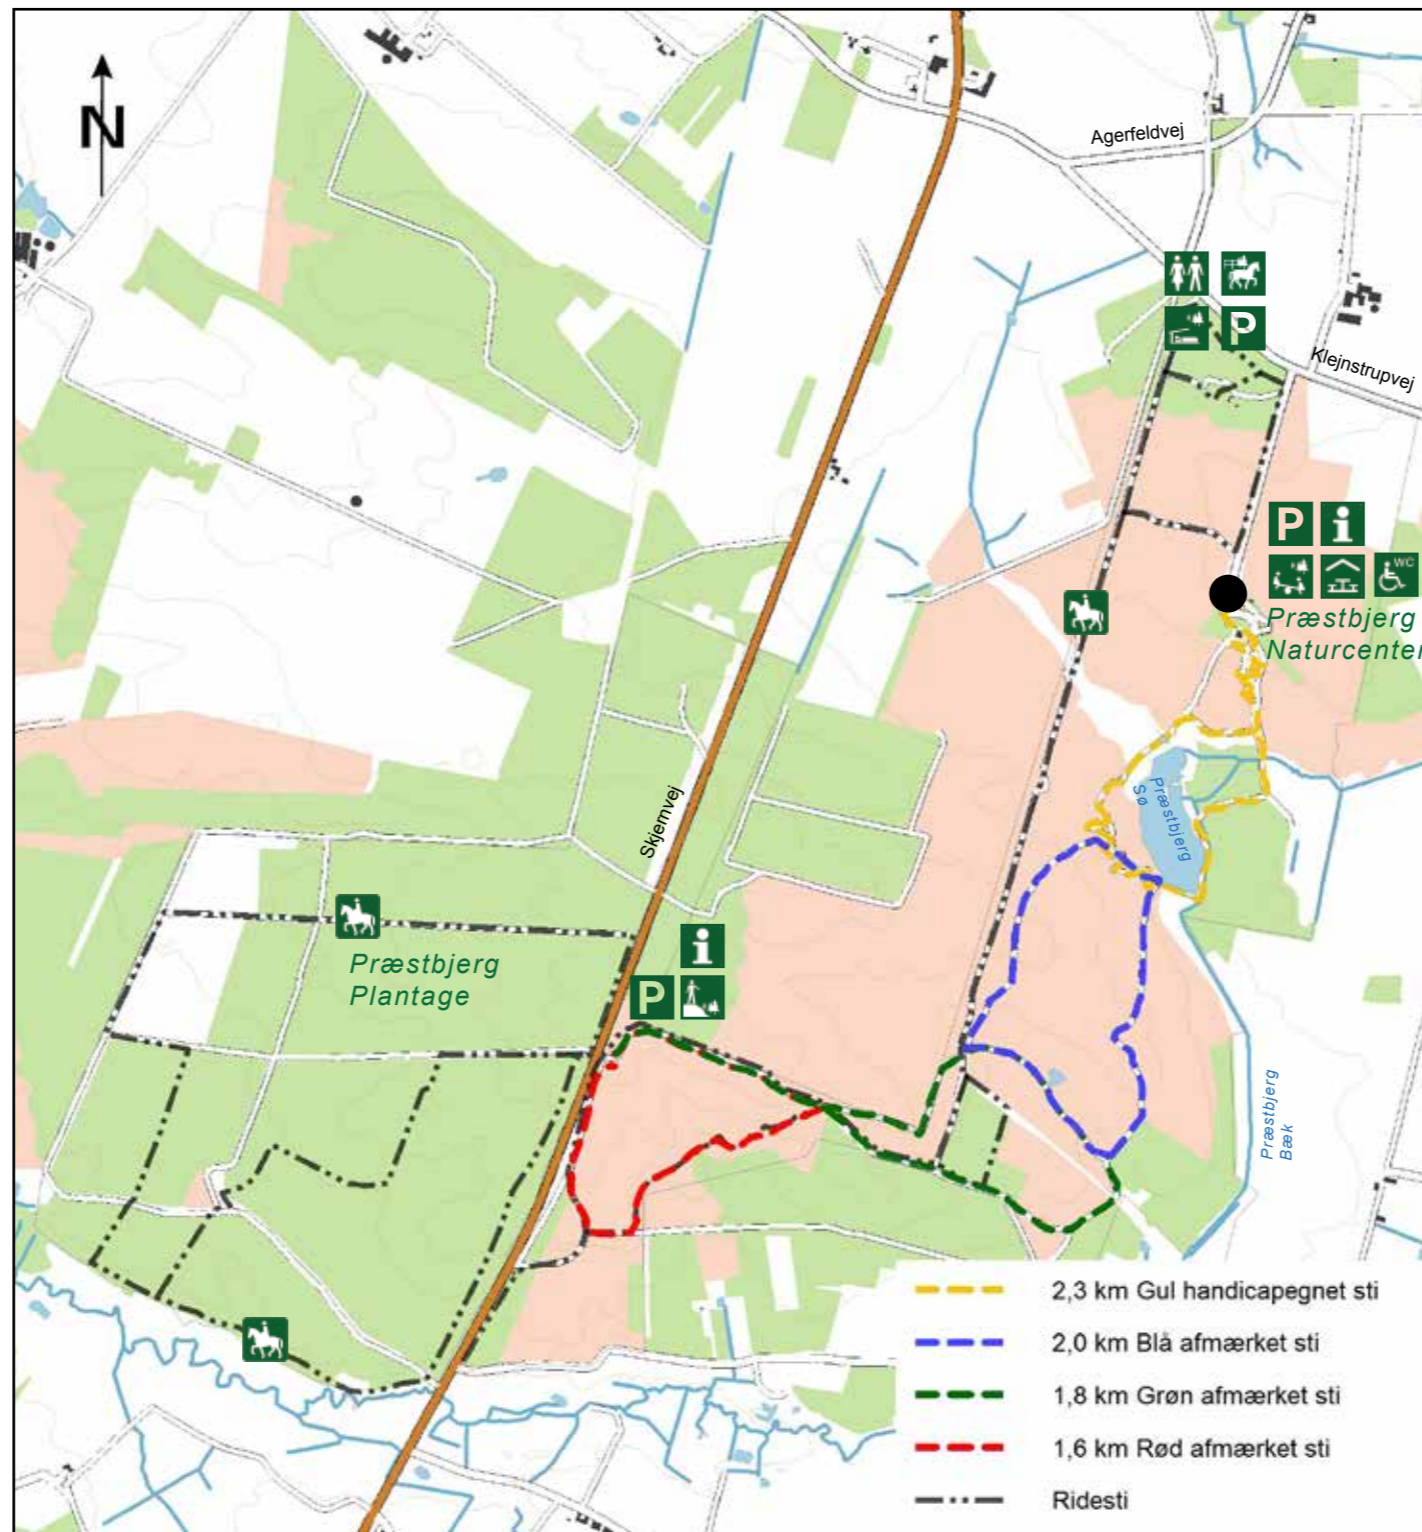 N
Agerfeldvej
P
Klejnstrupvej
P i
WC
Præstbjerg
Naturcenter
Præstbjerg
Sø
Skjernvej
Præstbjerg
Plantage
i
P
Præstbjerg
Bæk
2,3 km Gul handicapegnet sti
2,0 km Blå afmærket sti
1,8 km Grøn afmærket sti
1,6 km Rød afmærket sti
Ridesti